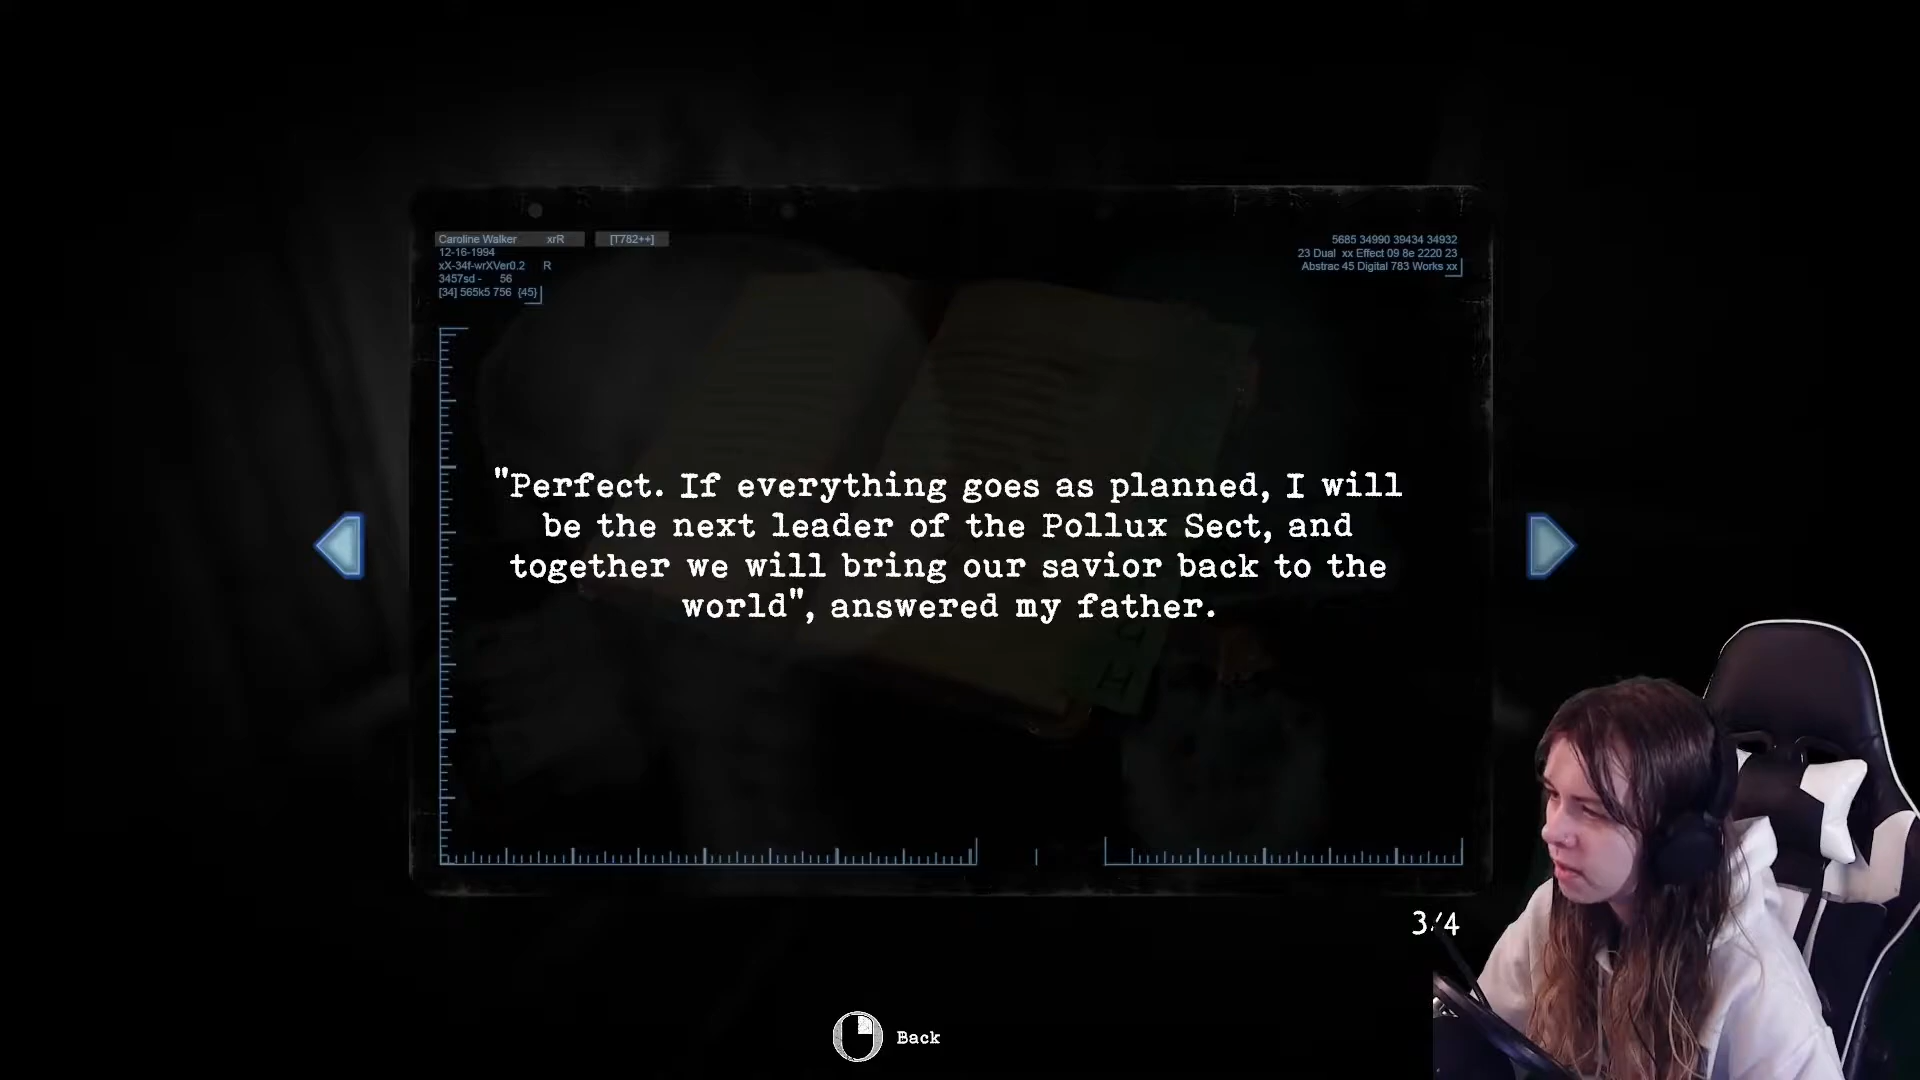 Caroline Walker xrR [T782++]
12-16-1994
xX-34f-wrXVer0.2 R
3457sd - 56
[34] 565k5 756 {45}
5685 34990 39434 34932
23 Dual xx Effect 09 8e 2220 23
Abstrac 45 Digital 783 Works xx
"Perfect. If everything goes as planned, I will
be the next leader of the Pollux Sect, and
together we will bring our savior back to the
world", answered my father.
3/4
Back